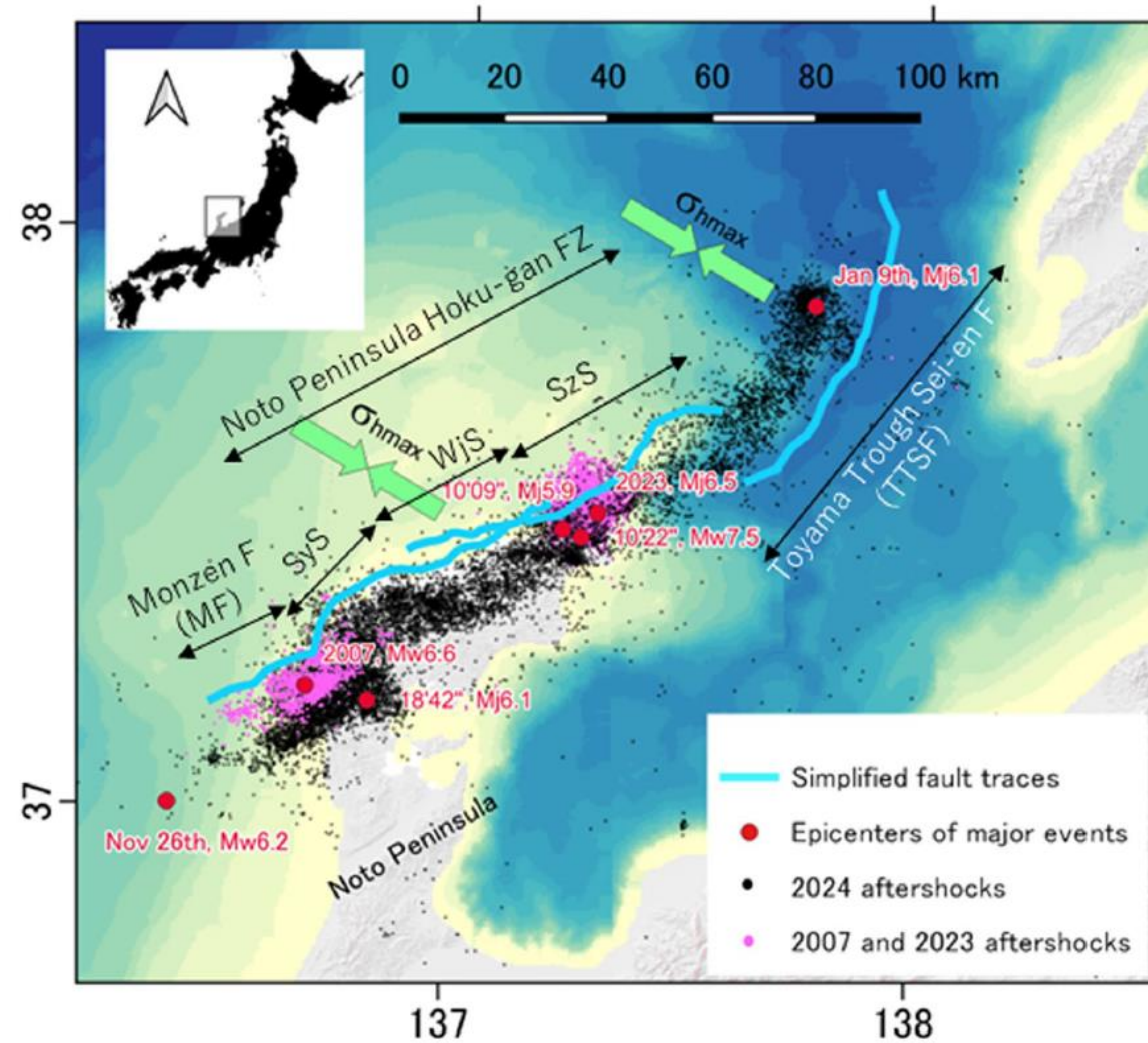 0 20 40 60 80 100 km
38
σhmax
Jan 9th, Mj6.1
Noto Peninsula Hoku-gan FZ
SzS
σhmax
WjS
10'09", Mj5.9
2023, Mj6.5
10'22", Mw7.5
Toyama Trough Sei-en F
(TTSF)
SyS
Monzen F
(MF)
2007, Mw6.6
18'42", Mj6.1
37
Nov 26th, Mw6.2
Noto Peninsula
Simplified fault traces
Epicenters of major events
2024 aftershocks
2007 and 2023 aftershocks
137 138